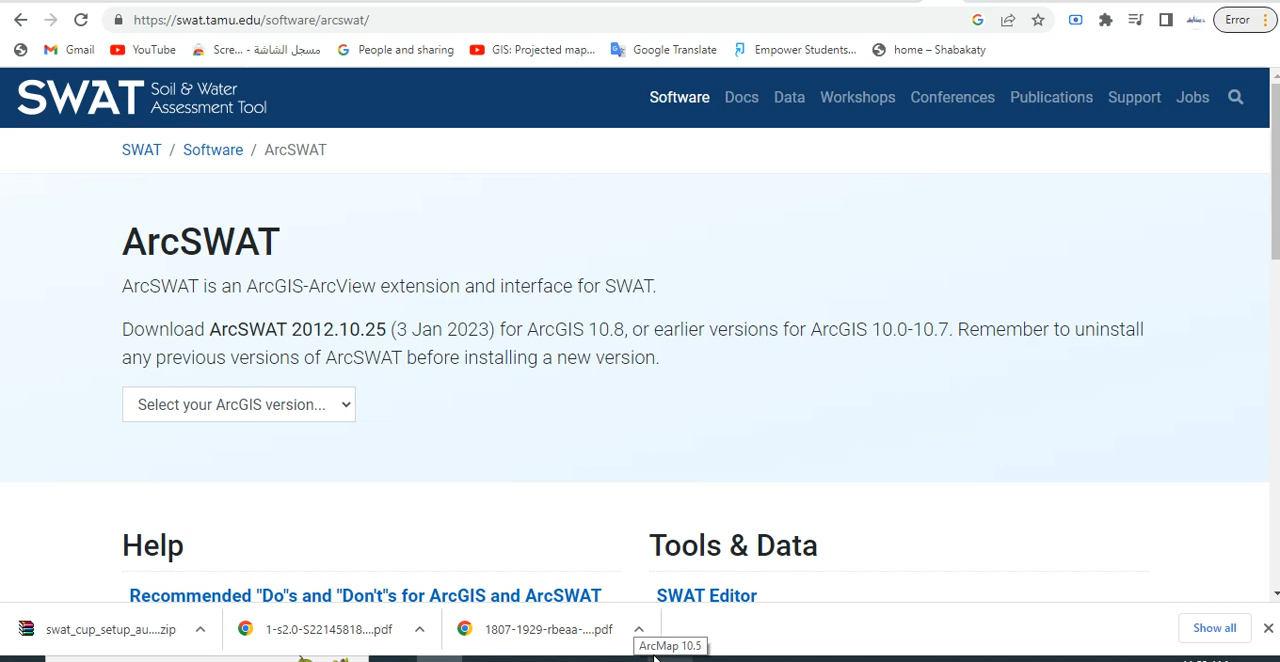 https://swat.tamu.edu/software/arcswat/
Error
Gmail
YouTube
Scre... - مسجل الشاشة
People and sharing
GIS: Projected map...
Google Translate
Empower Students...
home – Shabakaty
SWAT Soil & Water Assessment Tool
Software Docs Data Workshops Conferences Publications Support Jobs
SWAT / Software / ArcSWAT
ArcSWAT
ArcSWAT is an ArcGIS-ArcView extension and interface for SWAT.
Download ArcSWAT 2012.10.25 (3 Jan 2023) for ArcGIS 10.8, or earlier versions for ArcGIS 10.0-10.7. Remember to uninstall
any previous versions of ArcSWAT before installing a new version.
Select your ArcGIS version...
Help
Tools & Data
Recommended "Do"s and "Don't"s for ArcGIS and ArcSWAT
SWAT Editor
swat_cup_setup_au....zip
1-s2.0-S22145818....pdf
1807-1929-rbeaa-....pdf
Show all
ArcMap 10.5